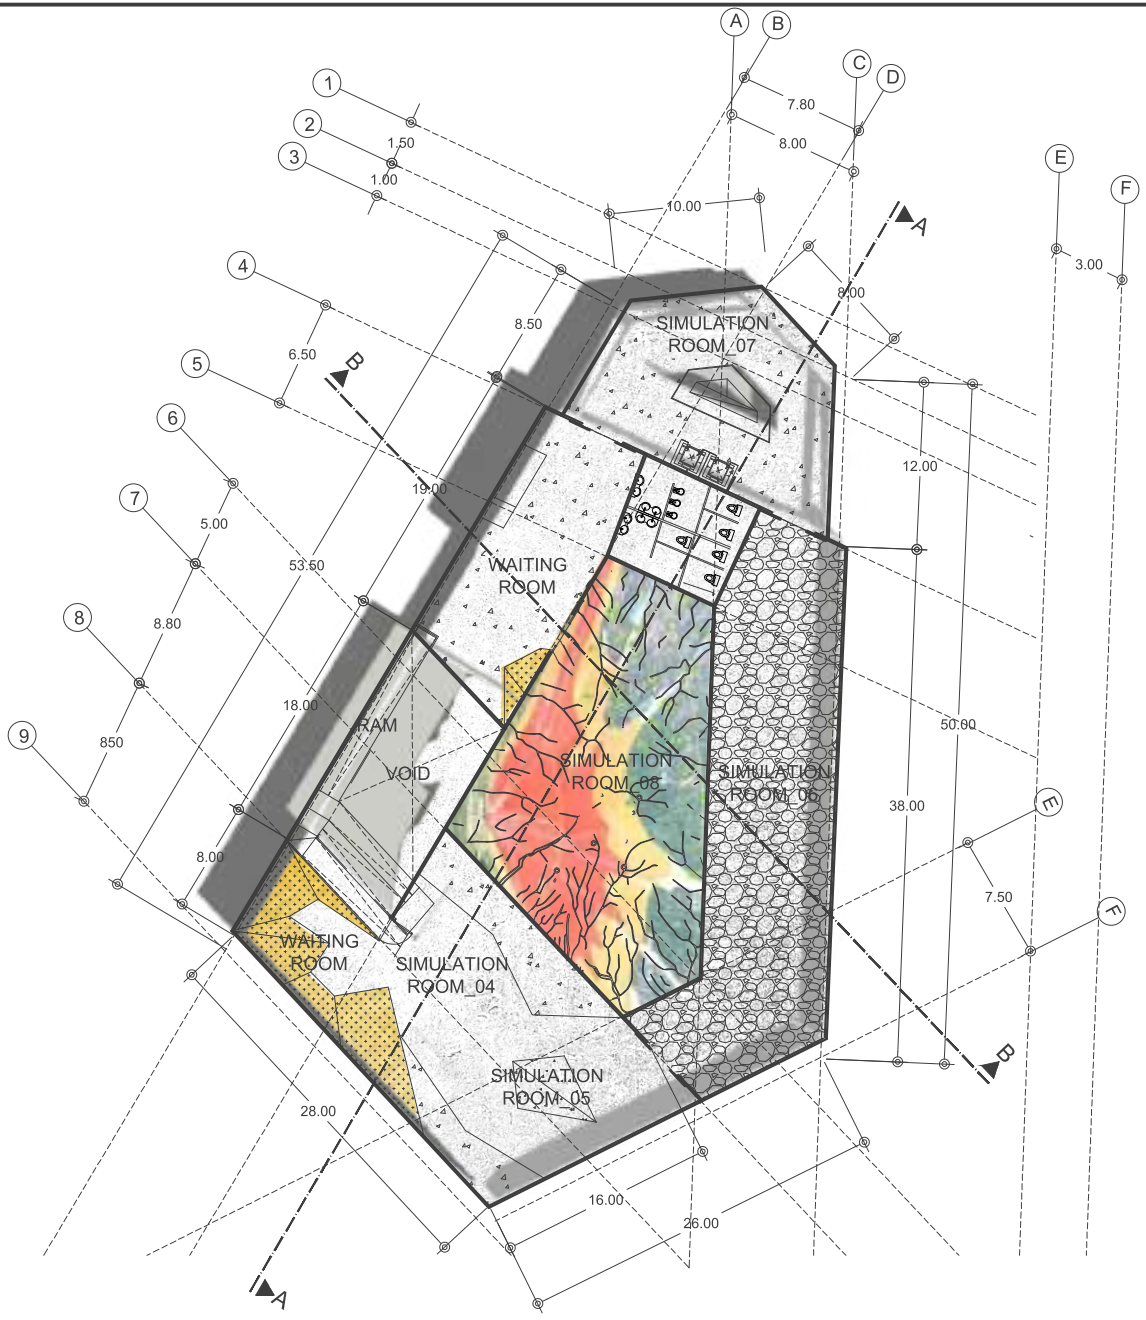 A
B
C
D
1
2
3
7.80
8.00
1.50
1.00
E
F
10.00
A
3.00
4
8.00
SIMULATION
ROOM_07
8.50
6.50
5
B
6
12.00
7
19.00
5.00
53.50
WAITING
ROOM
8
8.80
18.00
RAM
VOID
50.00
9
850
SIMULATION
ROOM_08
SIMULATION
ROOM_06
38.00
E
8.00
7.50
F
WAITING
ROOM
SIMULATION
ROOM_04
B
SIMULATION
ROOM_05
28.00
16.00
26.00
A